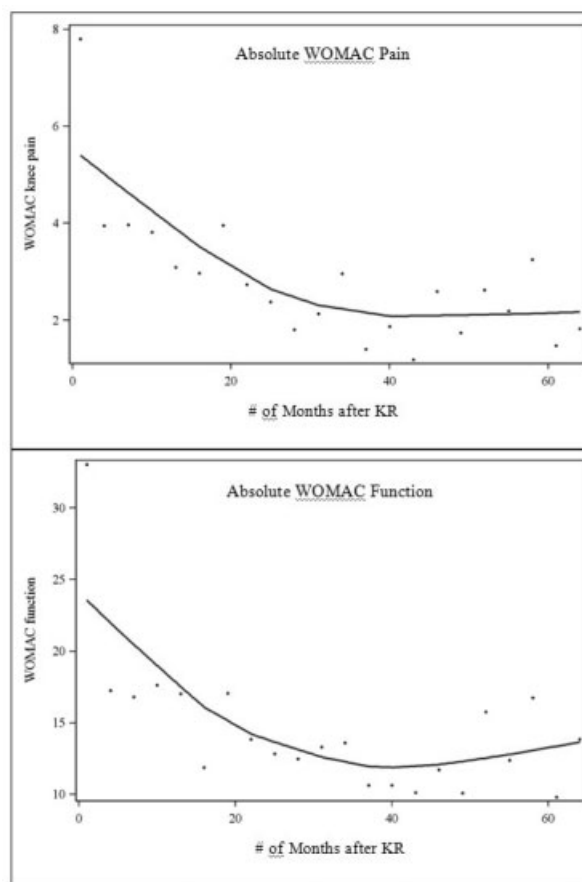 Absolute WOMAC Pain
8
6
4
2
WOMAC knee pain
0
20
40
60
# of Months after KR
Absolute WOMAC Function
30
25
20
15
10
WOMAC function
0
20
40
60
# of Months after KR